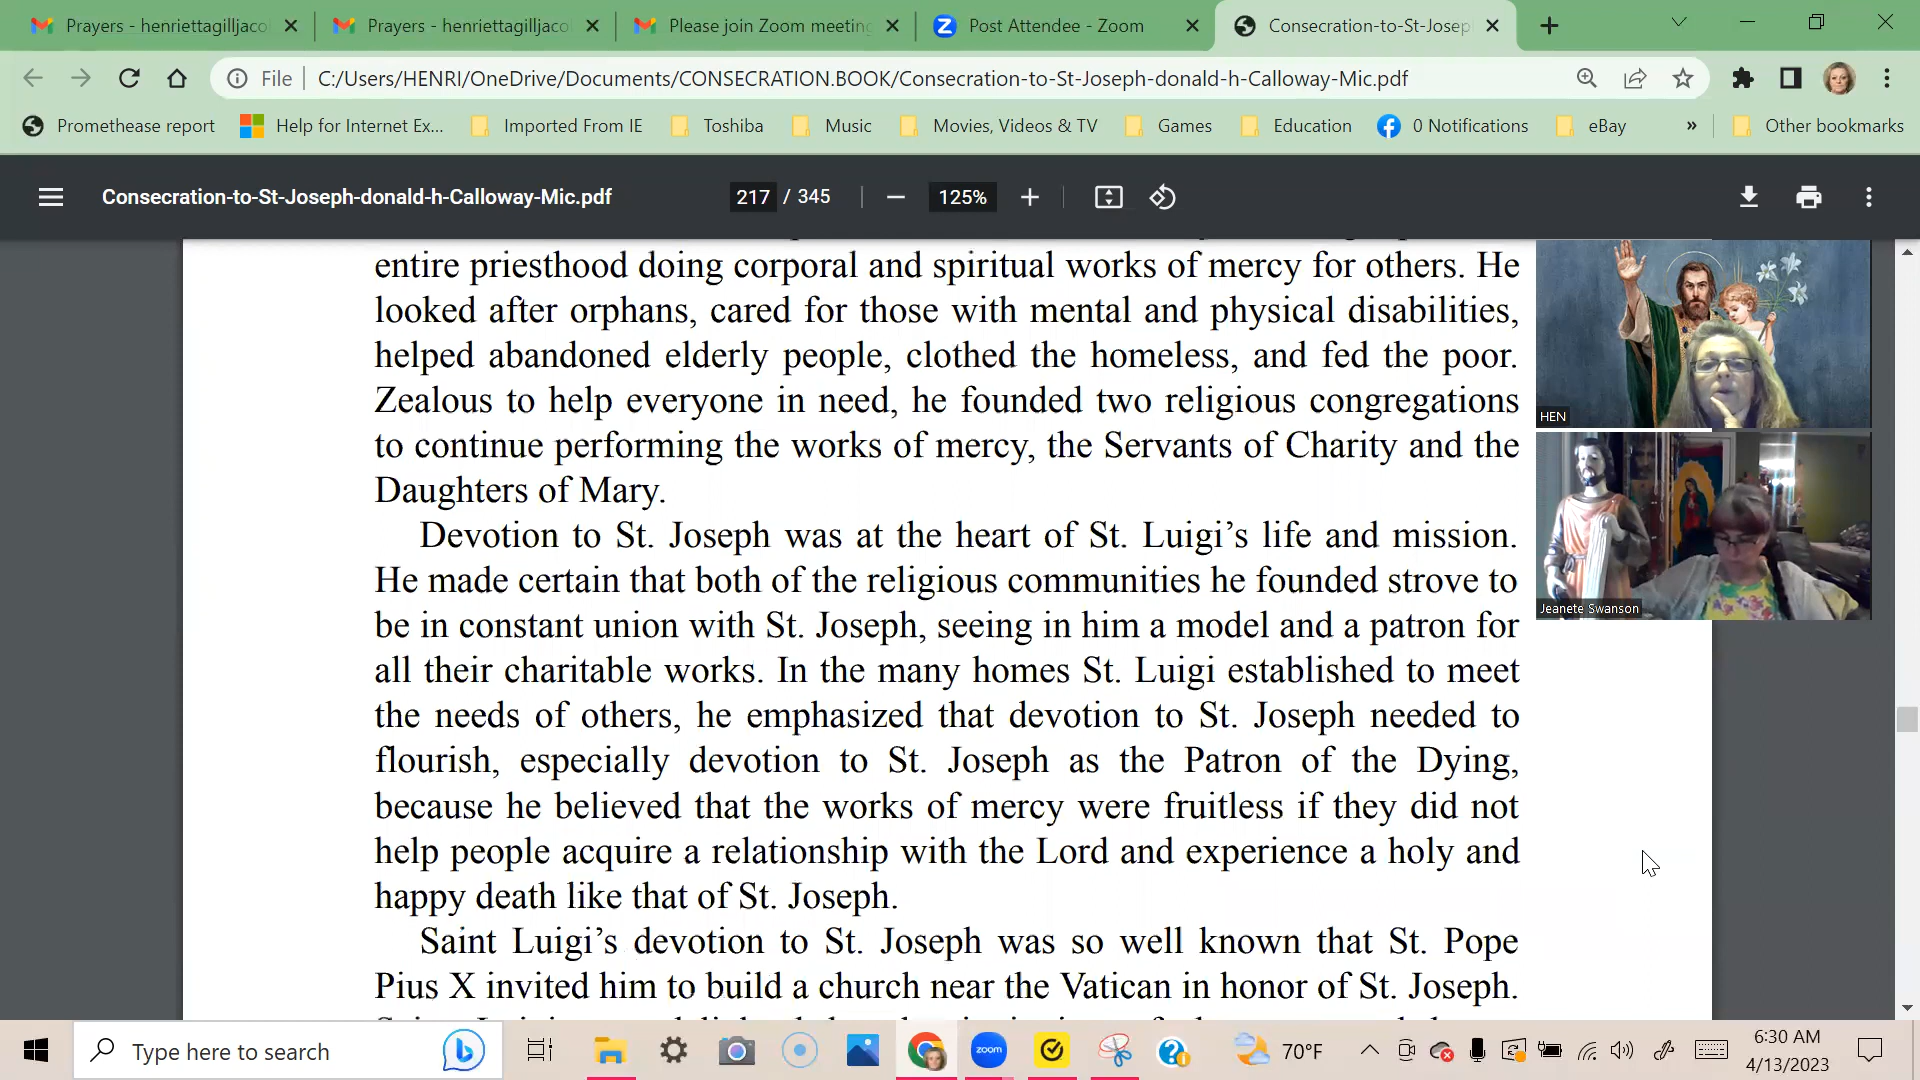 Prayers - henriettagilljaco
Prayers - henriettagilljaco
Please join Zoom meeting
Post Attendee - Zoom
Consecration-to-St-Josep
File
C:/Users/HENRI/OneDrive/Documents/CONSECRATION.BOOK/Consecration-to-St-Joseph-donald-h-Calloway-Mic.pdf
Promethease report
Help for Internet Ex...
Imported From IE
Toshiba
Music
Movies, Videos & TV
Games
Education
0 Notifications
eBay
»
Other bookmarks
Consecration-to-St-Joseph-donald-h-Calloway-Mic.pdf
217 / 345
125%
entire priesthood doing corporal and spiritual works of mercy for others. He
looked after orphans, cared for those with mental and physical disabilities,
helped abandoned elderly people, clothed the homeless, and fed the poor.
Zealous to help everyone in need, he founded two religious congregations
to continue performing the works of mercy, the Servants of Charity and the
Daughters of Mary.
Devotion to St. Joseph was at the heart of St. Luigi’s life and mission.
He made certain that both of the religious communities he founded strove to
be in constant union with St. Joseph, seeing in him a model and a patron for
all their charitable works. In the many homes St. Luigi established to meet
the needs of others, he emphasized that devotion to St. Joseph needed to
flourish, especially devotion to St. Joseph as the Patron of the Dying,
because he believed that the works of mercy were fruitless if they did not
help people acquire a relationship with the Lord and experience a holy and
happy death like that of St. Joseph.
Saint Luigi’s devotion to St. Joseph was so well known that St. Pope
Pius X invited him to build a church near the Vatican in honor of St. Joseph.
HEN
Jeanete Swanson
Type here to search
zoom
70°F
6:30 AM
4/13/2023